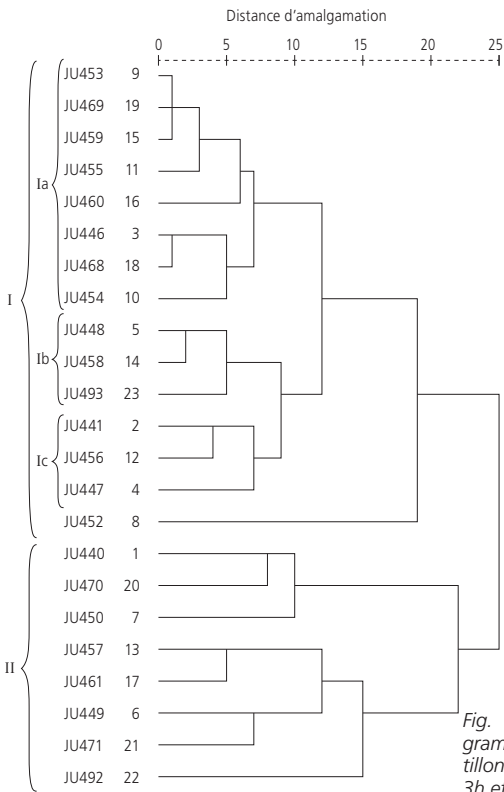 Distance d'amalgamation
0 5 10 15 20 25
JU453 9
JU469 19
JU459 15
JU455 11
Ia
JU460 16
JU446 3
JU468 18
JU454 10
I
JU448 5
Ib
JU458 14
JU493 23
JU441 2
JU456 12
Ic
JU447 4
JU452 8
JU440 1
JU470 20
JU450 7
JU457 13
II
JU461 17
JU449 6
JU471 21
JU492 22
Fig.
gram
tillon
3h et